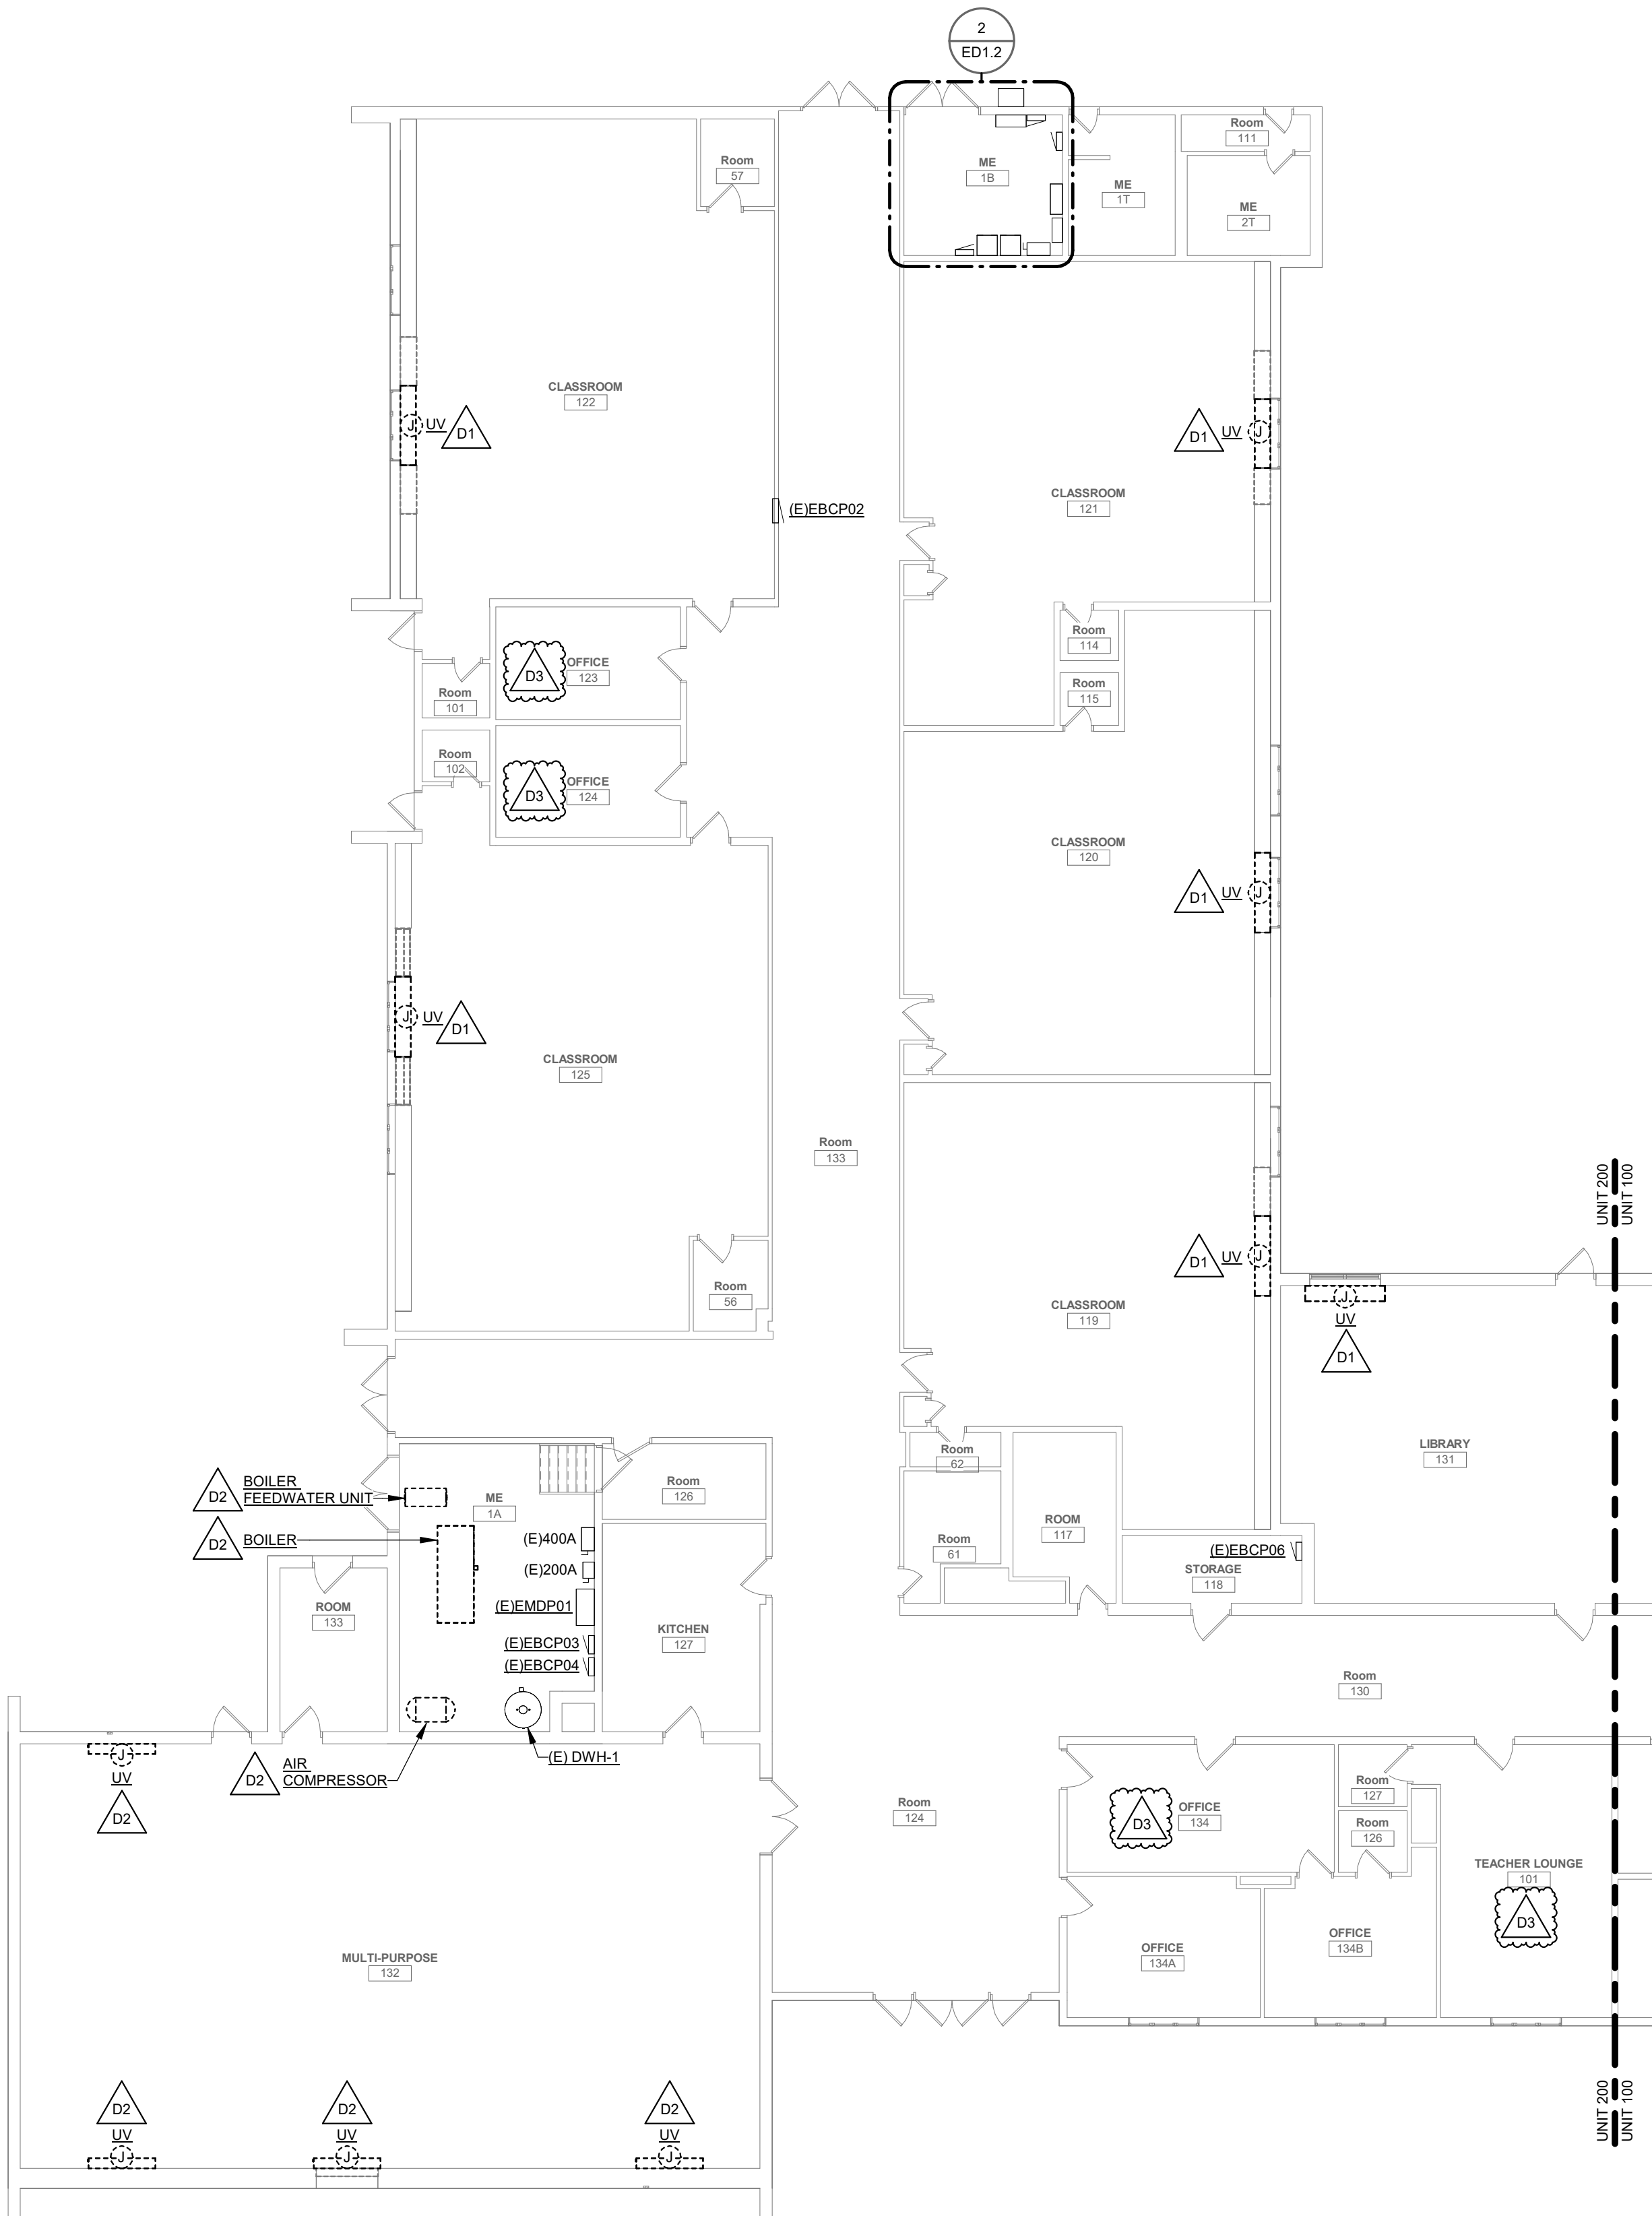 2
ED1.2
Room
57
ME
1B
ME
1T
Room
111
ME
2T
CLASSROOM
122
J
UV
D1
(E)EBCP02
CLASSROOM
121
D1
UV
J
Room
101
D3
OFFICE
123
Room
102
D3
OFFICE
124
Room
114
Room
115
CLASSROOM
120
D1
UV
J
J
UV
D1
CLASSROOM
125
Room
133
Room
56
CLASSROOM
119
D1
UV
J
J
UV
D1
UNIT 200
UNIT 100
LIBRARY
131
Room
62
Room
61
ROOM
117
(E)EBCP06
STORAGE
118
D2
BOILER
FEEDWATER UNIT
D2
BOILER
ME
1A
Room
126
(E)400A
(E)200A
(E)EMDP01
(E)EBCP03
(E)EBCP04
KITCHEN
127
ROOM
133
D2
AIR
COMPRESSOR
(E) DWH-1
J
UV
D2
Room
130
Room
124
D3
OFFICE
134
Room
127
Room
126
TEACHER LOUNGE
101
D3
OFFICE
134A
OFFICE
134B
MULTI-PURPOSE
132
D2
UV
J
D2
UV
J
D2
UV
J
UNIT 200
UNIT 100